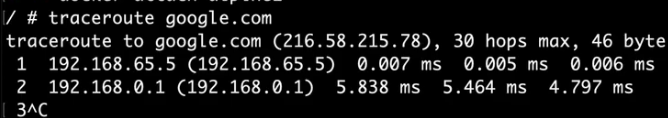 / # traceroute google.com
traceroute to google.com (216.58.215.78), 30 hops max, 46 byte
1 192.168.65.5 (192.168.65.5) 0.007 ms 0.005 ms 0.006 ms
2 192.168.0.1 (192.168.0.1) 5.838 ms 5.464 ms 4.797 ms
3^C